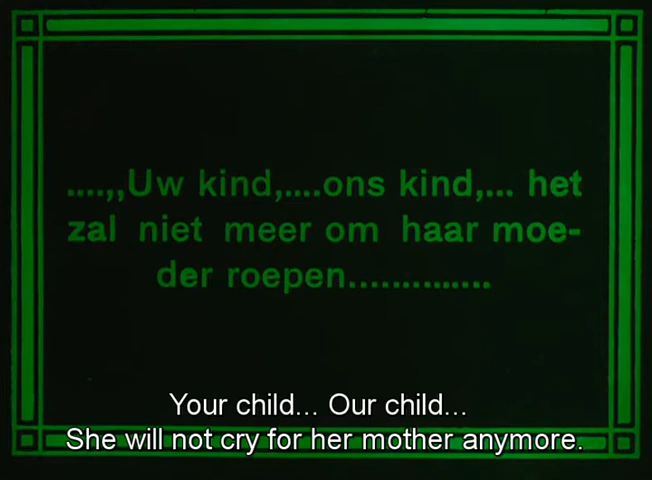 ....,,Uw kind,....ons kind,... het
zal niet meer om haar moe-
der roepen..............
Your child... Our child...
She will not cry for her mother anymore.